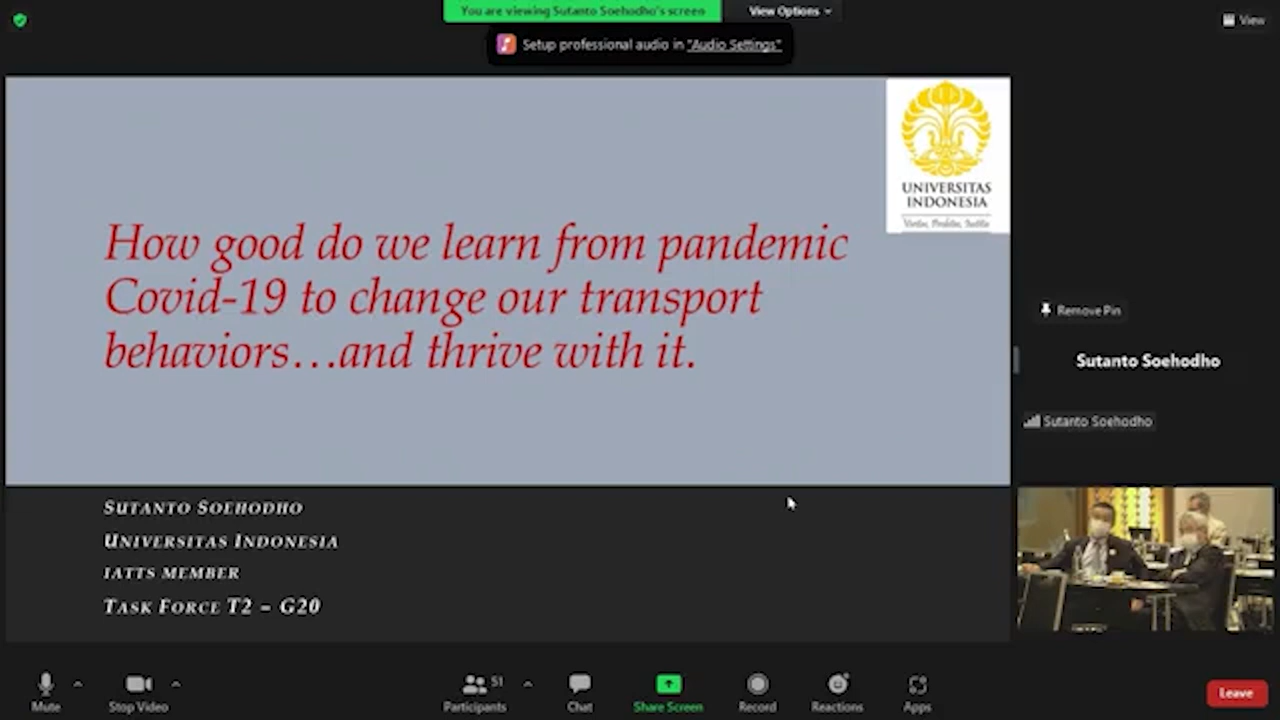 You are viewing Sutanto Soehodho's screen
View Options
View
Setup professional audio in "Audio Settings"
UNIVERSITAS
INDONESIA
Veritas, Probitas, Iustitia
How good do we learn from pandemic
Covid-19 to change our transport
behaviors...and thrive with it.
Remove Pin
Sutanto Soehodho
Sutanto Soehodho
SUTANTO SOEHODHO
UNIVERSITAS INDONESIA
IATTS MEMBER
TASK FORCE T2 – G20
Mute
Stop Video
51
Participants
Chat
Share Screen
Record
Reactions
Apps
Leave